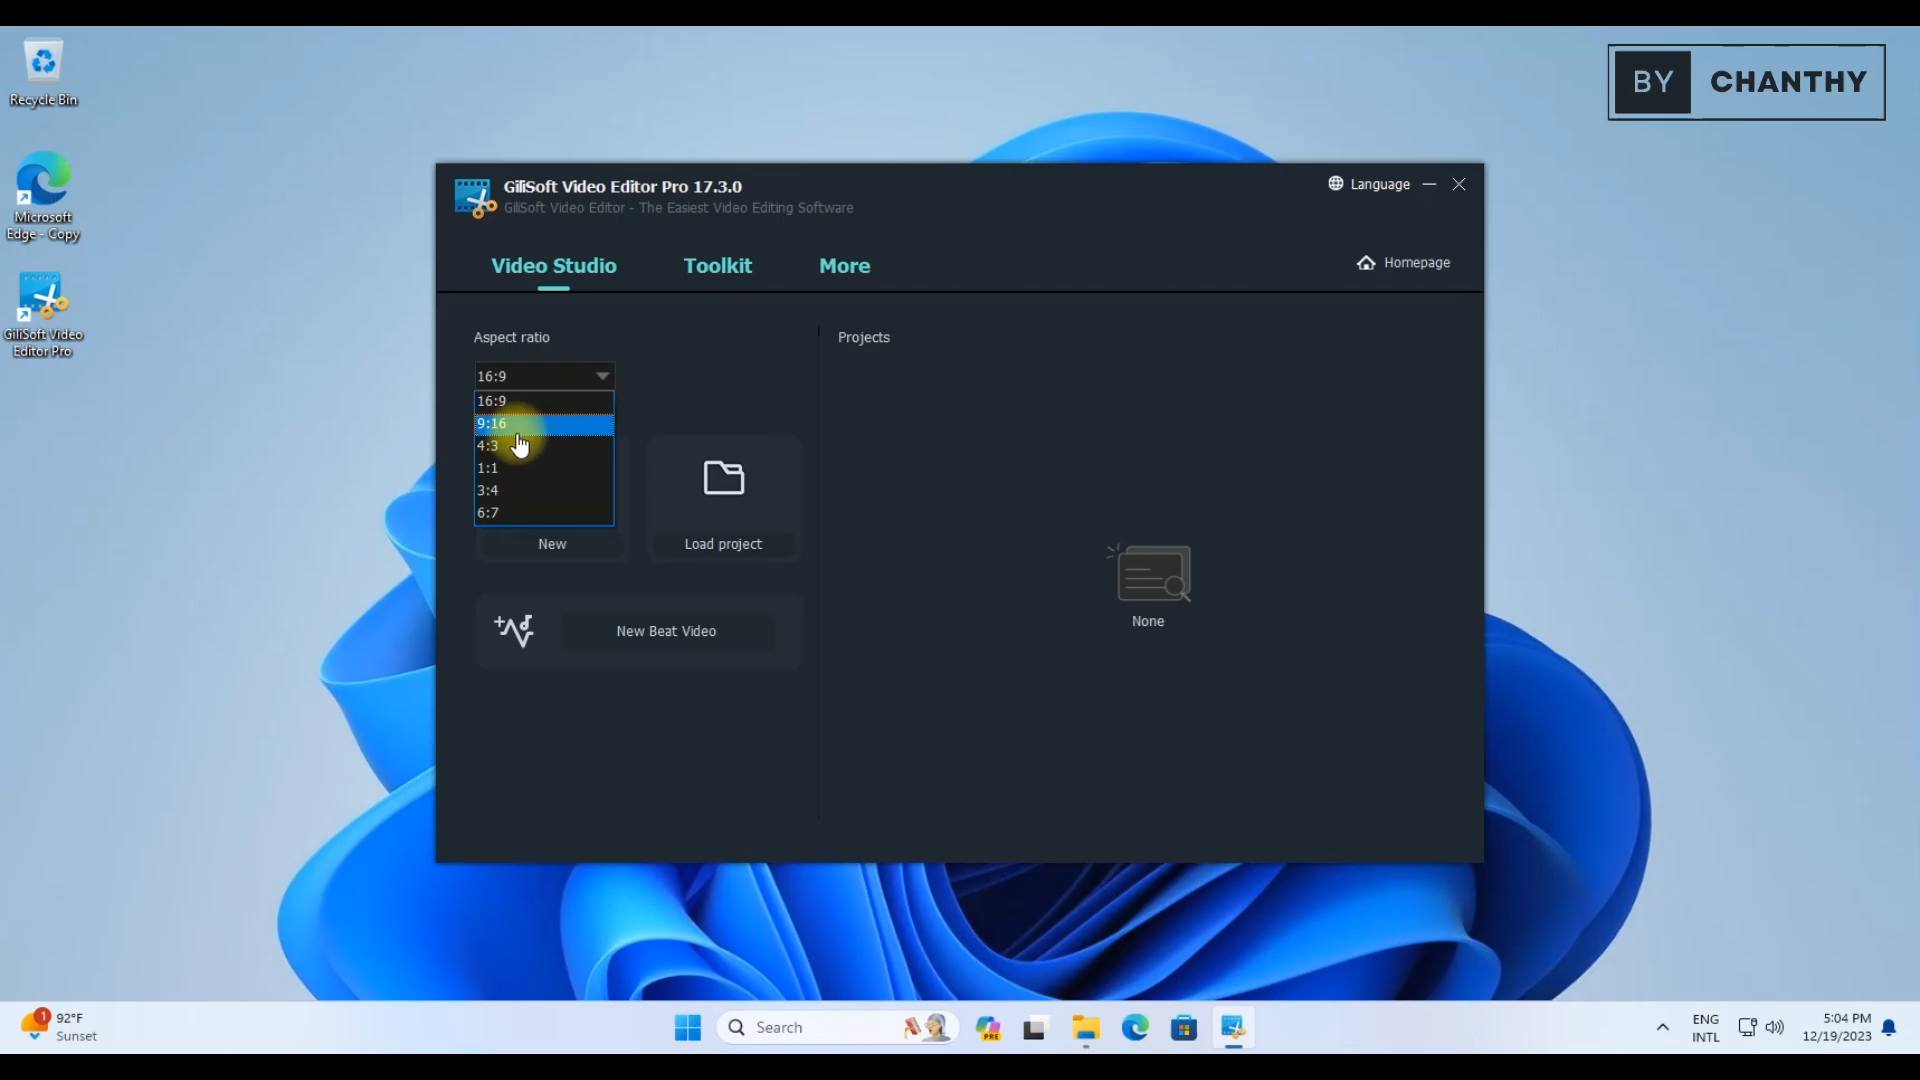 Recycle Bin
Microsoft
Edge - Copy
GiliSoft Video
Editor Pro
BY CHANTHY
GiliSoft Video Editor Pro 17.3.0
GiliSoft Video Editor - The Easiest Video Editing Software
Language
Video Studio
Toolkit
More
Homepage
Aspect ratio
Projects
16:9
16:9
9:16
4:3
1:1
3:4
6:7
New
Load project
New Beat Video
None
1
92°F
Sunset
Search
PRE
ENG
INTL
5:04 PM
12/19/2023